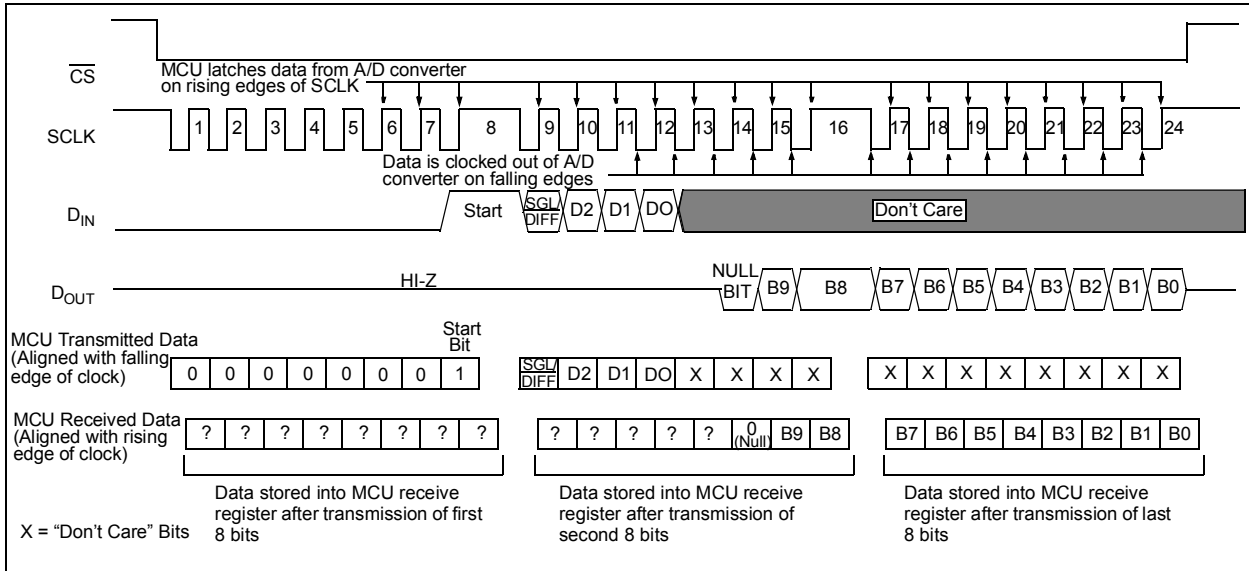 CS
MCU latches data from A/D converter
on rising edges of SCLK
SCLK
1 2 3 4 5 6 7 8 9 10 11 12 13 14 15 16 17 18 19 20 21 22 23 24
Data is clocked out of A/D
converter on falling edges
DIN
Start SGL/DIFF D2 D1 DO Don't Care
HI-Z
DOUT
NULL
BIT B9 B8 B7 B6 B5 B4 B3 B2 B1 B0
MCU Transmitted Data
(Aligned with falling
edge of clock)
Start
Bit
0 0 0 0 0 0 0 1
SGL/DIFF D2 D1 DO X X X X
X X X X X X X X
MCU Received Data
(Aligned with rising
edge of clock)
? ? ? ? ? ? ? ?
? ? ? ? ? 0 (Null) B9 B8
B7 B6 B5 B4 B3 B2 B1 B0
Data stored into MCU receive
register after transmission of first
8 bits
Data stored into MCU receive
register after transmission of
second 8 bits
Data stored into MCU receive
register after transmission of last
8 bits
X = “Don’t Care” Bits